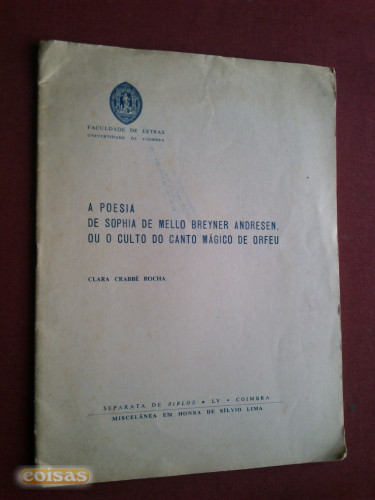 FACULDADE DE LETRAS
UNIVERSIDADE DE COIMBRA
A POESIA
DE SOPHIA DE MELLO BREYNER ANDRESEN,
OU O CULTO DO CANTO MÁGICO DE ORFEU
CLARA CRABBÉ ROCHA
SEPARATA DE BIBLOS • LV • COIMBRA
MISCELÂNEA EM HONRA DE SÍLVIO LIMA
coisas